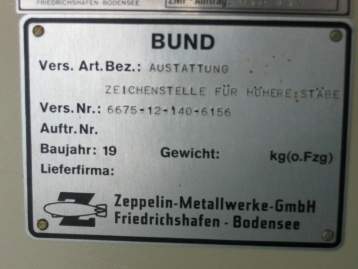 FRIEDRICHSHAFEN BODENSEE
BUND
Vers. Art. Bez.: AUSTATTUNG
ZEICHENSTELLE FÜR HÖHERE STÄBE
Vers. Nr.: 6675-12-140-6156
Auftr. Nr.
Baujahr: 19 Gewicht: kg(o.Fzg)
Lieferfirma:
Zeppelin-Metallwerke-GmbH
Friedrichshafen - Bodensee